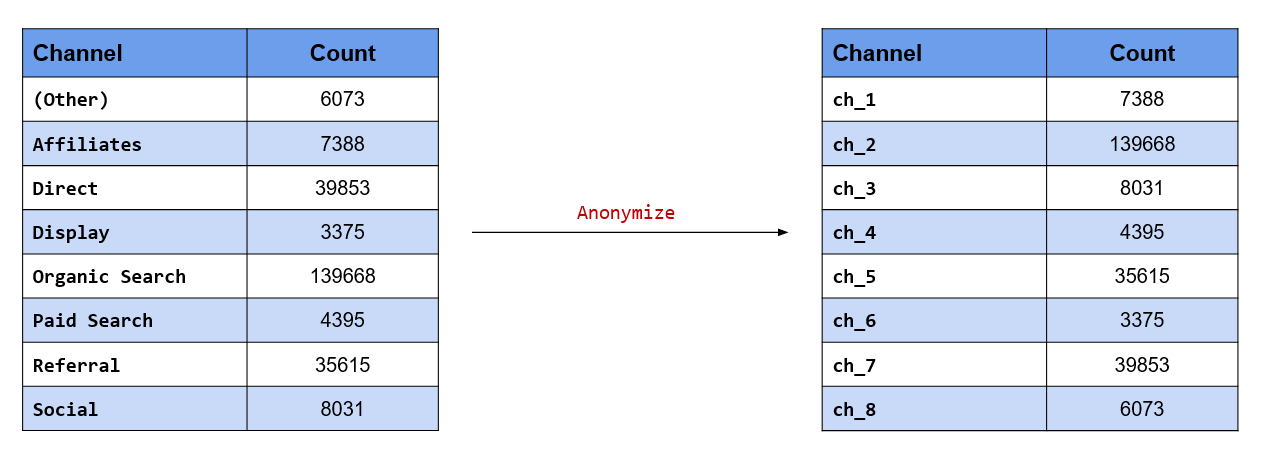 Channel Count
(Other) 6073
Affiliates 7388
Direct 39853
Display 3375
Organic Search 139668
Paid Search 4395
Referral 35615
Social 8031
Anonymize
Channel Count
ch_1 7388
ch_2 139668
ch_3 8031
ch_4 4395
ch_5 35615
ch_6 3375
ch_7 39853
ch_8 6073